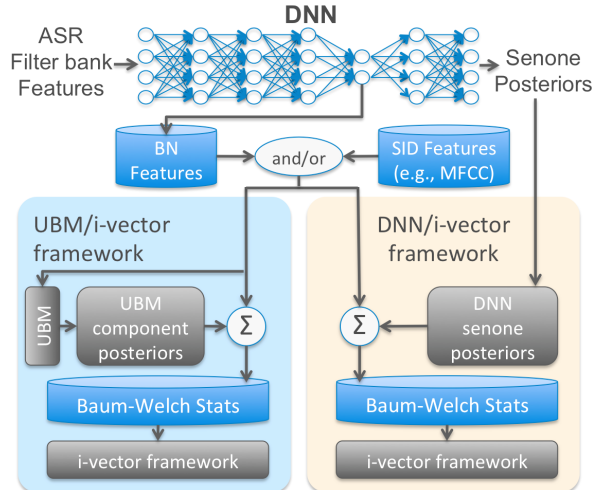 DNN
ASR
Filter bank
Features
Senone
Posteriors
BN
Features
and/or
SID Features
(e.g., MFCC)
UBM/i-vector
framework
DNN/i-vector
framework
UBM
UBM
component
posteriors
Σ
Σ
DNN
senone
posteriors
Baum-Welch Stats
Baum-Welch Stats
i-vector framework
i-vector framework